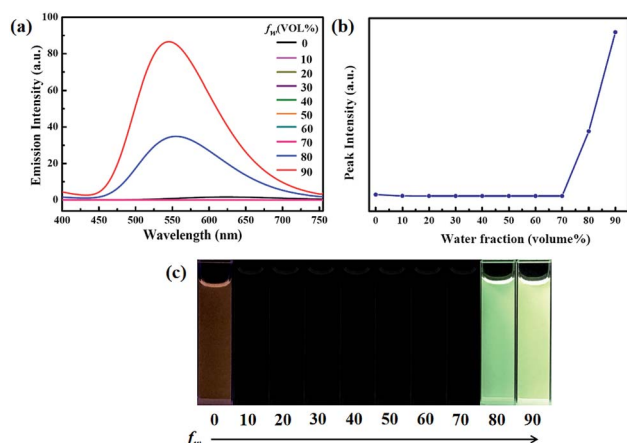 (a)
Emission Intensity (a.u.)
100
80
60
40
20
0
400 450 500 550 600 650 700 750
Wavelength (nm)
fw(VOL%)
0
10
20
30
40
50
60
70
80
90
(b)
Peak Intensity (a.u.)
0 10 20 30 40 50 60 70 80 90
Water fraction (volume%)
(c)
0 10 20 30 40 50 60 70 80 90
fw